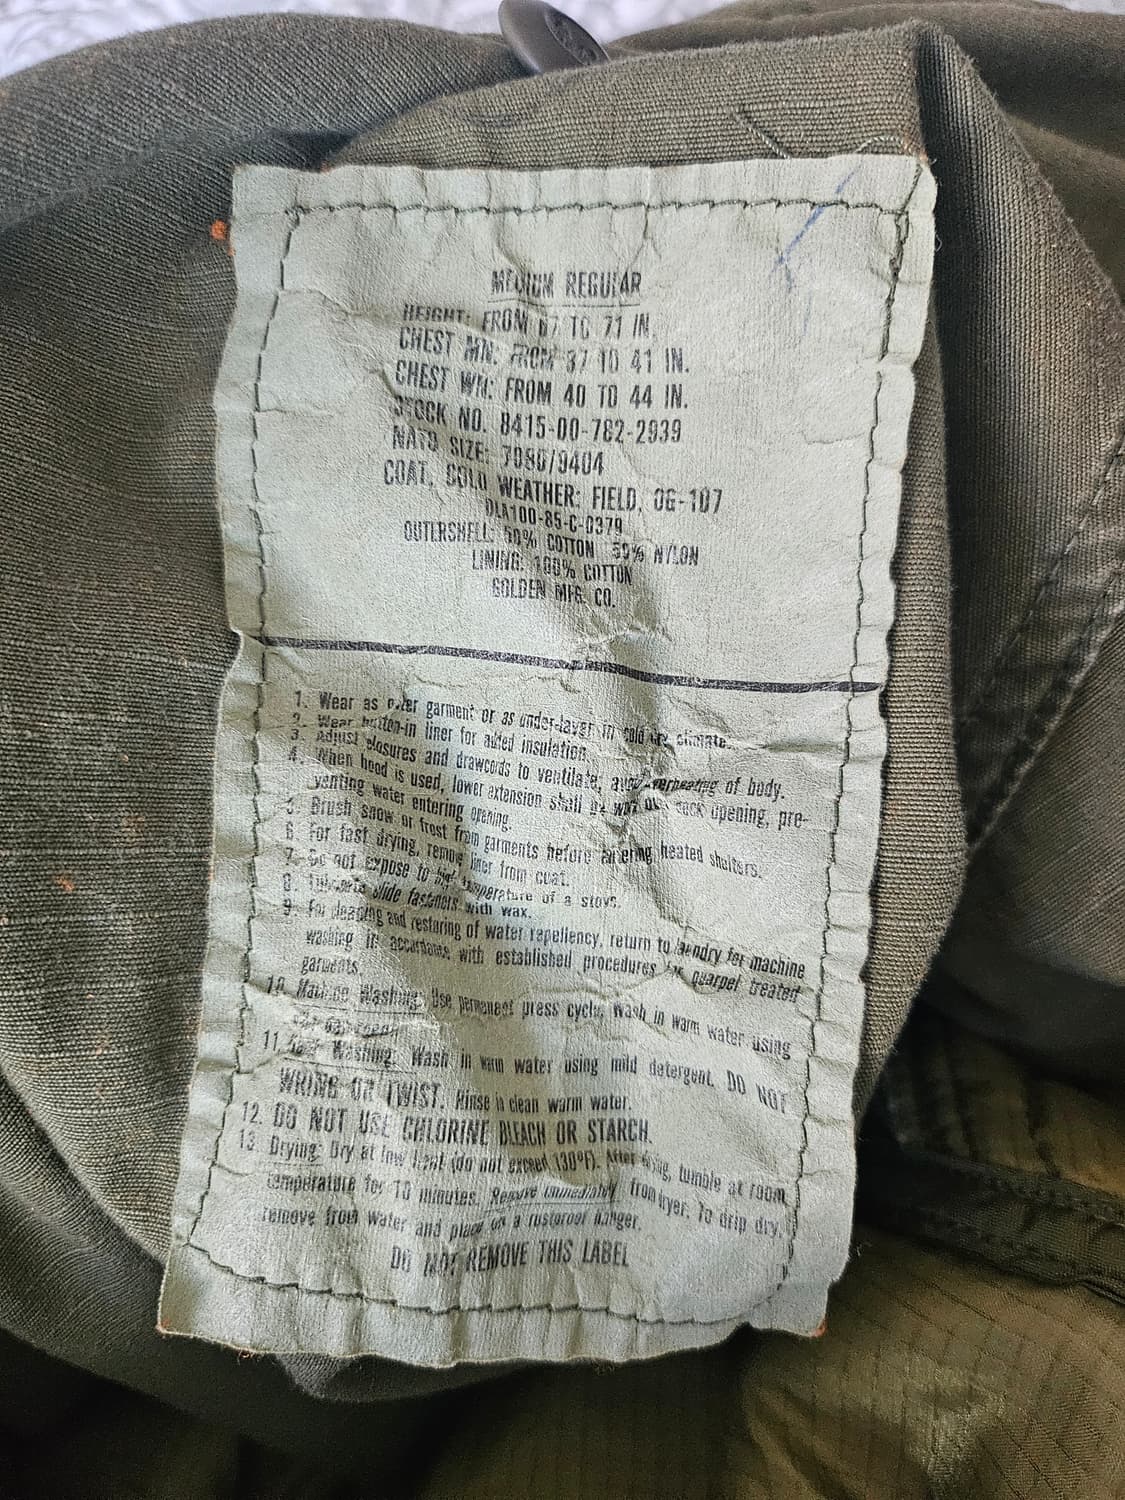 MEDIUM REGULAR
HEIGHT: FROM 67 TO 71 IN.
CHEST MN: FROM 37 TO 41 IN.
CHEST WN: FROM 40 TO 44 IN.
STOCK NO. 8415-00-782-2939
NATO SIZE: 7080/9404
COAT, COLD WEATHER: FIELD, OG-107
DLA100-85-C-0379
OUTERSHELL: 50% COTTON 50% NYLON
LINING: 100% COTTON
GOLDEN MFG. CO.
1. Wear as outer garment or as under-layer in cold dry climate.
2. Wear button-in liner for added insulation.
3. Adjust closures and drawcords to ventilate; avoid overheating of body.
4. When hood is used, lower extension shall be worn neck opening, pre-
venting water entering opening.
5. Brush snow or frost from garments before entering heated shelters.
6. For fast drying, remove liner from coat.
7. Do not expose to high temperature of a stove.
8. Lubricate slide fasteners with wax.
9. For cleaning and restoring of water repellency, return to laundry for machine
washing in accordance with established procedures for quarpel treated
garments.
10. Machine Washing: Use permanent press cycle, wash in warm water using
11. Washing: Wash in warm water using mild detergent. DO NOT
WRING OR TWIST. Rinse in clean warm water.
12. DO NOT USE CHLORINE BLEACH OR STARCH.
13. Drying: Dry at low heat (do not exceed 130°F). After drying, tumble at room
temperature for 10 minutes. Remove immediately from dryer. To drip dry,
remove from water and place on a rustproof hanger.
DO NOT REMOVE THIS LABEL